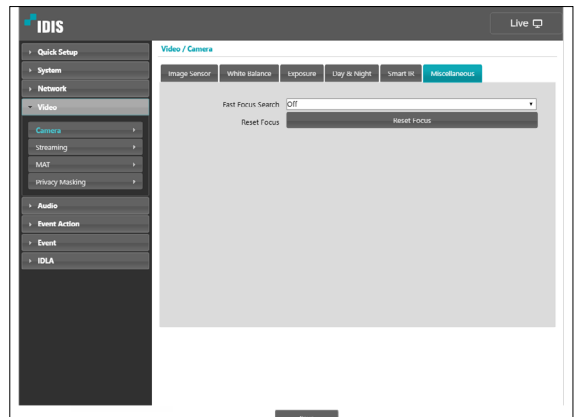 IDIS
Live
Quick Setup
System
Network
Video
Camera
Streaming
MAT
Privacy Masking
Audio
Event Action
Event
IDLA
Video / Camera
Image Sensor White Balance Exposure Day & Night Smart IR Miscellaneous
Fast Focus Search Off
Reset Focus Reset Focus